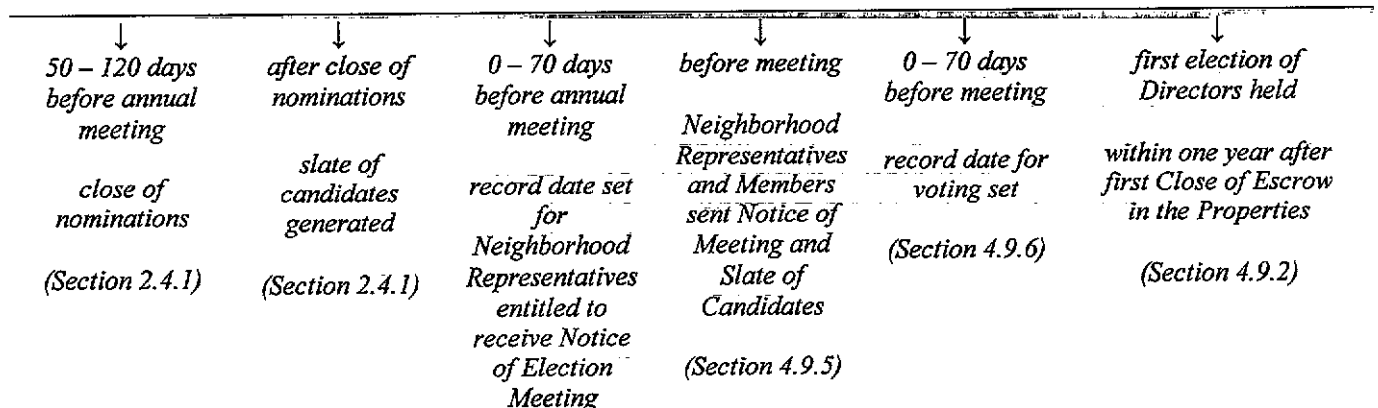 50 – 120 days
before annual
meeting
close of
nominations
(Section 2.4.1)
after close of
nominations
slate of
candidates
generated
(Section 2.4.1)
0 – 70 days
before annual
meeting
record date set
for
Neighborhood
Representatives
entitled to
receive Notice
of Election
Meeting
before meeting
Neighborhood
Representatives
and Members
sent Notice of
Meeting and
Slate of
Candidates
(Section 4.9.5)
0 – 70 days
before meeting
record date for
voting set
(Section 4.9.6)
first election of
Directors held
within one year after
first Close of Escrow
in the Properties
(Section 4.9.2)